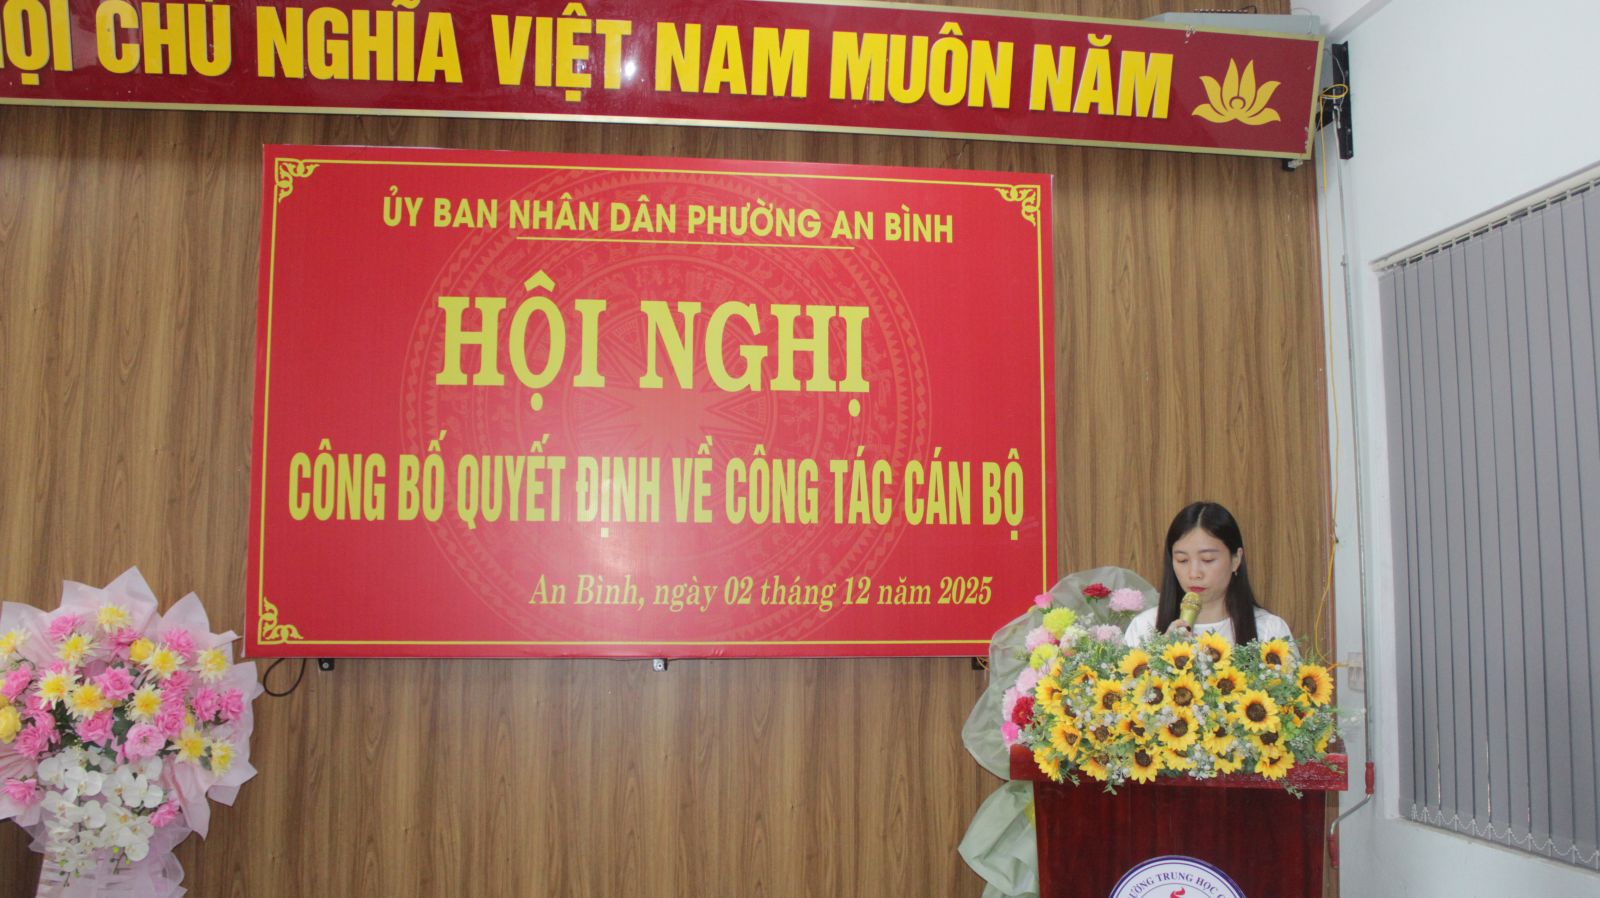 HỘI CHỦ NGHĨA VIỆT NAM MUÔN NĂM
ỦY BAN NHÂN DÂN PHƯỜNG AN BÌNH
HỘI NGHỊ
CÔNG BỐ QUYẾT ĐỊNH VỀ CÔNG TÁC CÁN BỘ
An Bình, ngày 02 tháng 12 năm 2025
TRUNG HỌC